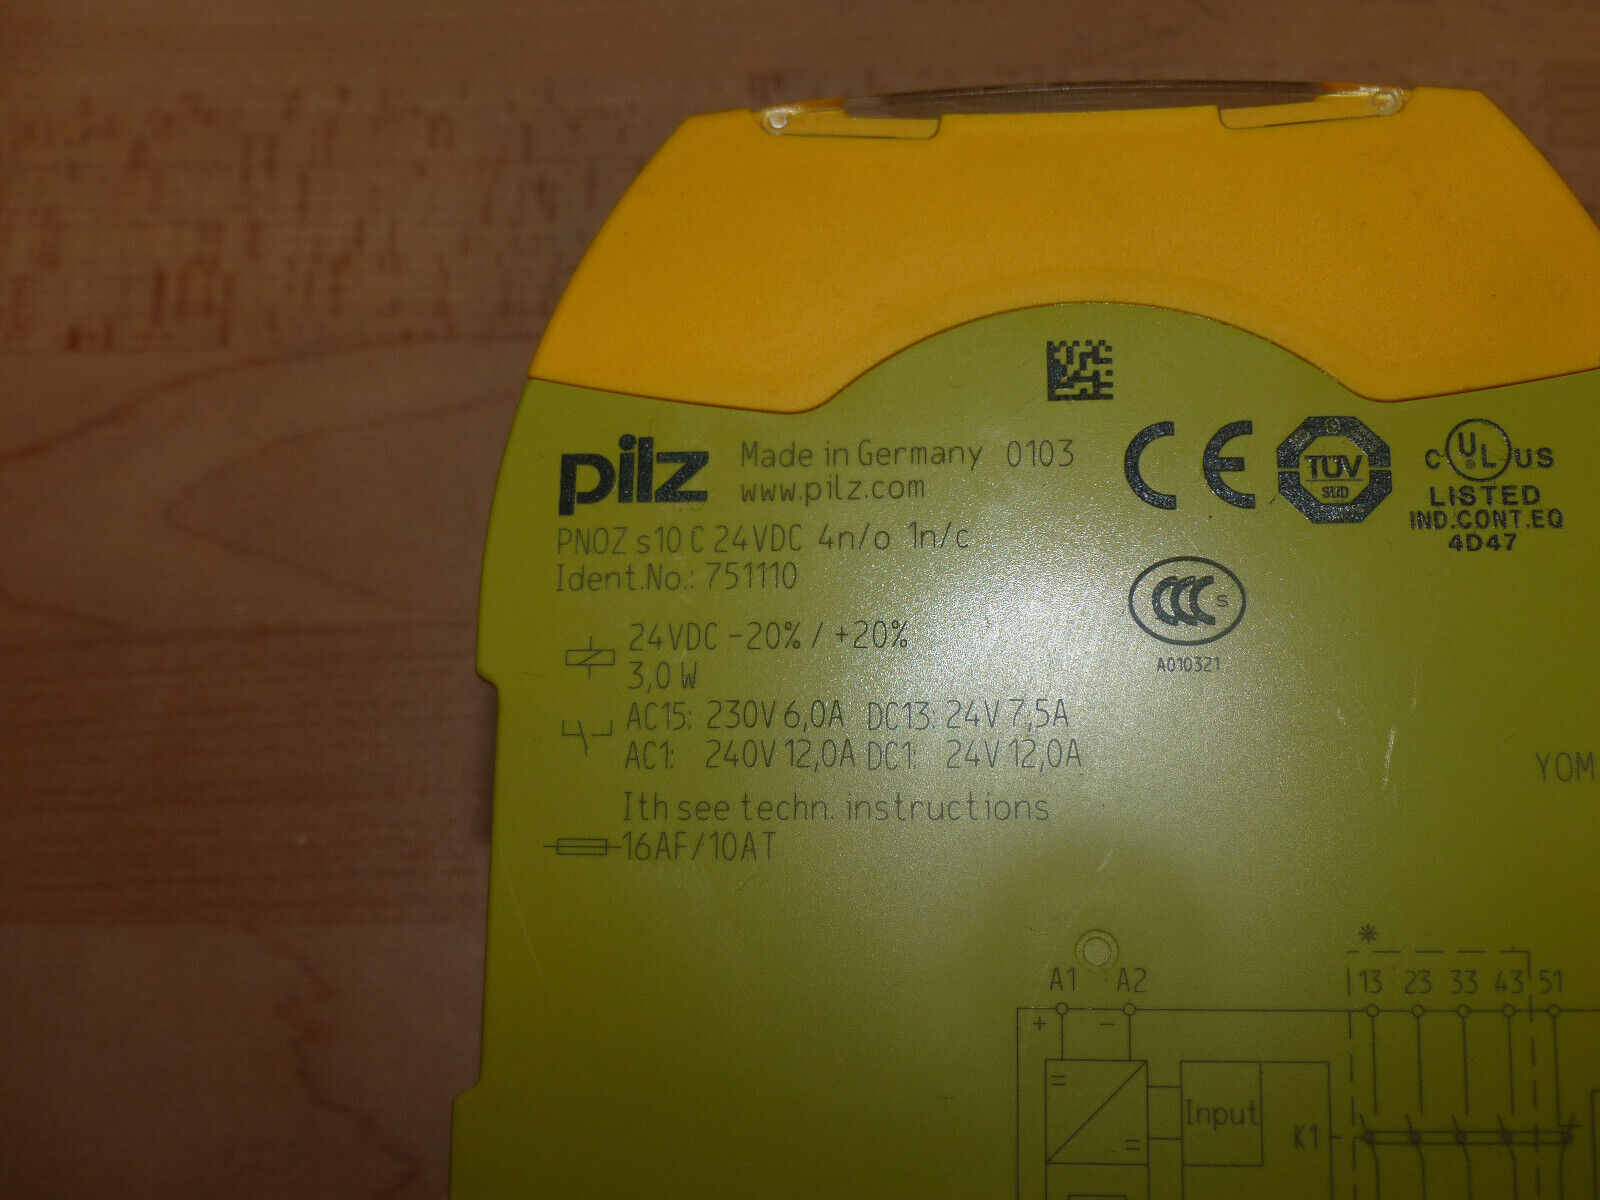 pilz Made in Germany 0103
www.pilz.com
PNOZ s10 C 24VDC 4n/o 1n/c
Ident.No.: 751110
24VDC -20% / +20%
3,0 W
AC15: 230V 6,0A DC13: 24V 7,5A
AC1: 240V 12,0A DC1: 24V 12,0A
Ith see techn. instructions
16AF/10AT
CE
TÜV
SÜD
C UL US
LISTED
IND.CONT.EQ
4D47
CCC S
A010321
YOM
A1 A2
* 13 23 33 43 51
+ -
=
=
Input
K1